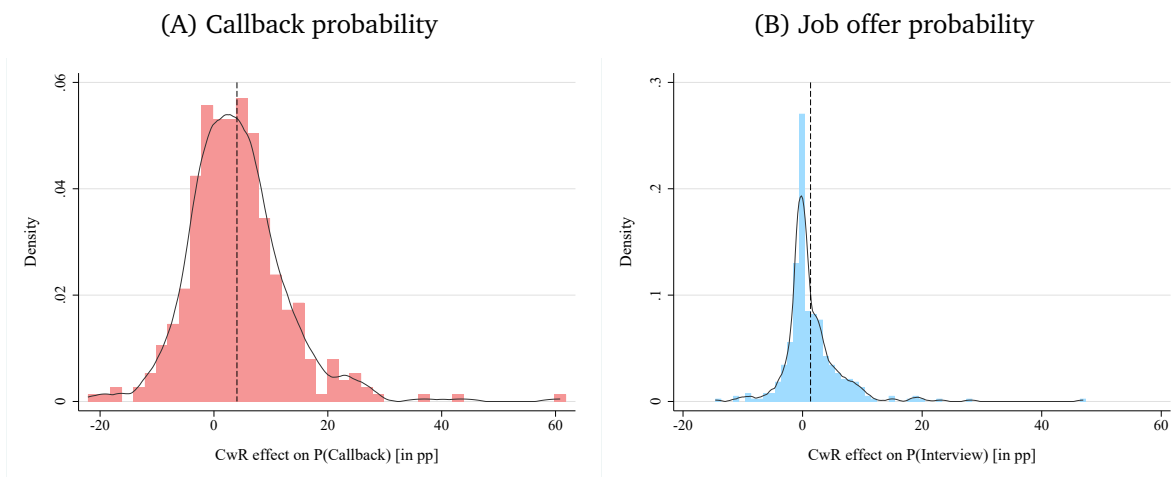 (A) Callback probability
.06
.04
.02
0
Density
-20 0 20 40 60
CwR effect on P(Callback) [in pp]
(B) Job offer probability
.3
.2
.1
0
Density
-20 0 20 40 60
CwR effect on P(Interview) [in pp]